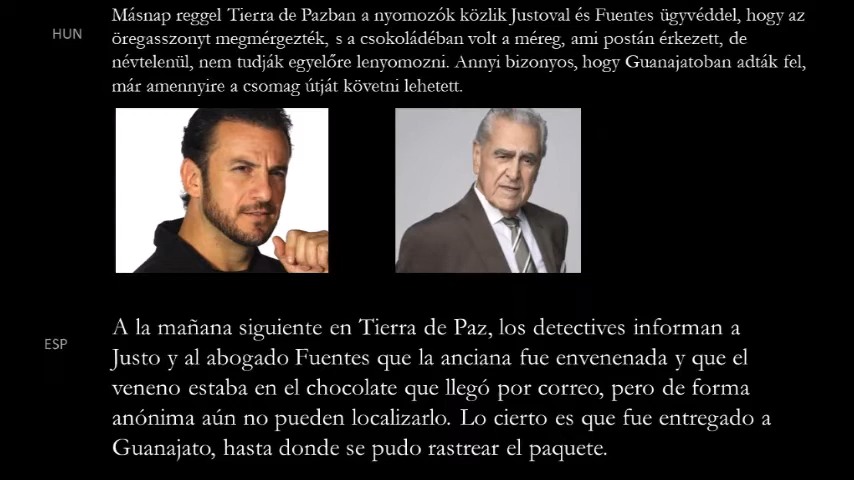 HUN
Másnap reggel Tierra de Pazban a nyomozók közlik Justoval és Fuentes ügyvéddel, hogy az
öregasszonyt megmérgezték, s a csokoládéban volt a méreg, ami postán érkezett, de
névtelenül, nem tudják egyelőre lenyomozni. Annyi bizonyos, hogy Guanajatoban adták fel,
már amennyire a csomag útját követni lehetett.
ESP
A la mañana siguiente en Tierra de Paz, los detectives informan a
Justo y al abogado Fuentes que la anciana fue envenenada y que el
veneno estaba en el chocolate que llegó por correo, pero de forma
anónima aún no pueden localizarlo. Lo cierto es que fue entregado a
Guanajato, hasta donde se pudo rastrear el paquete.